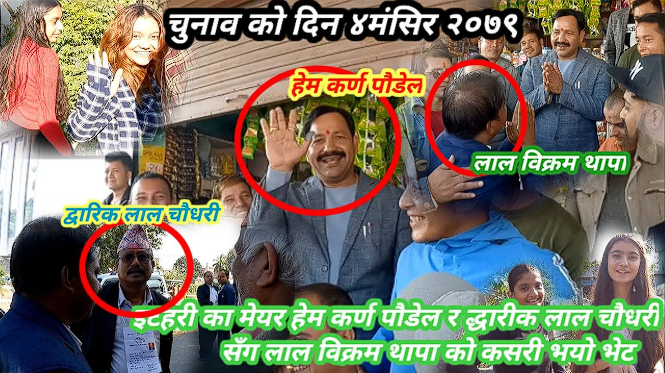 चुनाव को दिन ४मंसिर २०७९
हेम कर्ण पौडेल
लाल विक्रम थापा
द्वारिक लाल चौधरी
इटहरी का मेयर हेम कर्ण पौडेल र द्धारीक लाल चौधरी
सँग लाल विक्रम थापा को कसरी भयो भेट